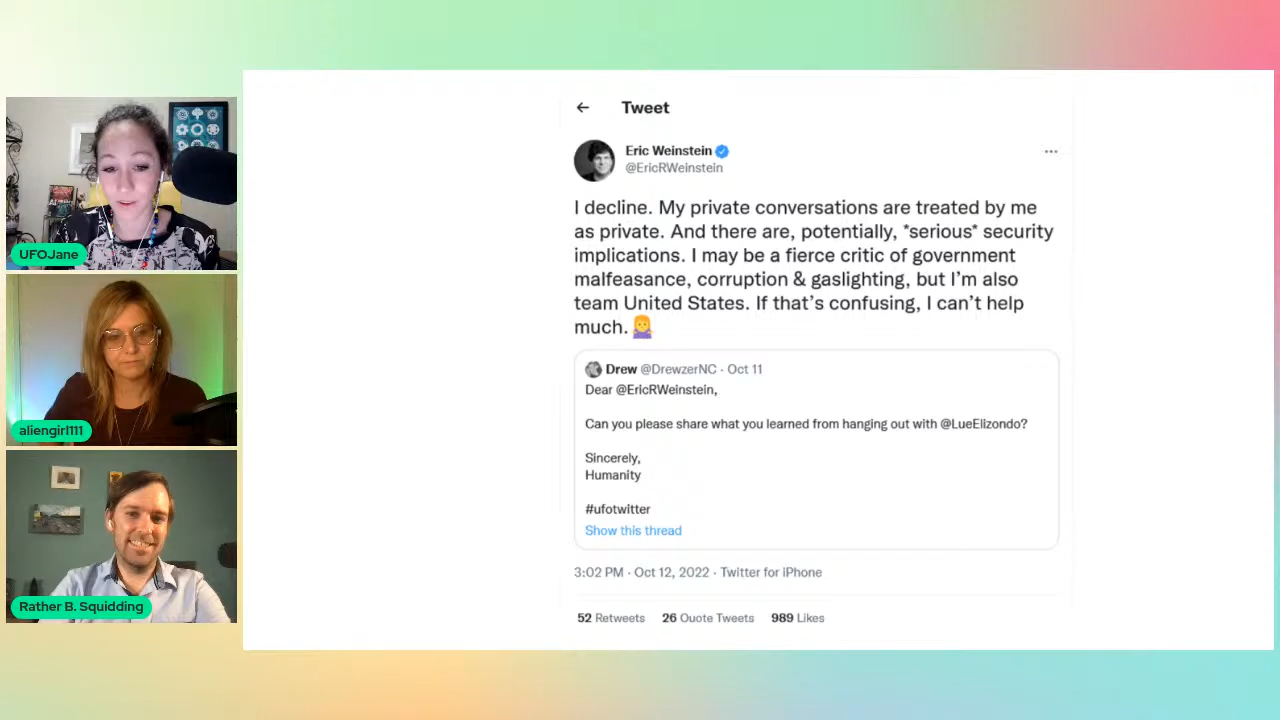 UFOJane
aliengirl111
Rather B. Squidding
Tweet
Eric Weinstein
@EricRWeinstein
I decline. My private conversations are treated by me
as private. And there are, potentially, *serious* security
implications. I may be a fierce critic of government
malfeasance, corruption & gaslighting, but I'm also
team United States. If that's confusing, I can't help
much.
Drew @DrewzerNC · Oct 11
Dear @EricRWeinstein,
Can you please share what you learned from hanging out with @LueElizondo?
Sincerely,
Humanity
#ufotwitter
Show this thread
3:02 PM · Oct 12, 2022 · Twitter for iPhone
52 Retweets 26 Quote Tweets 989 Likes